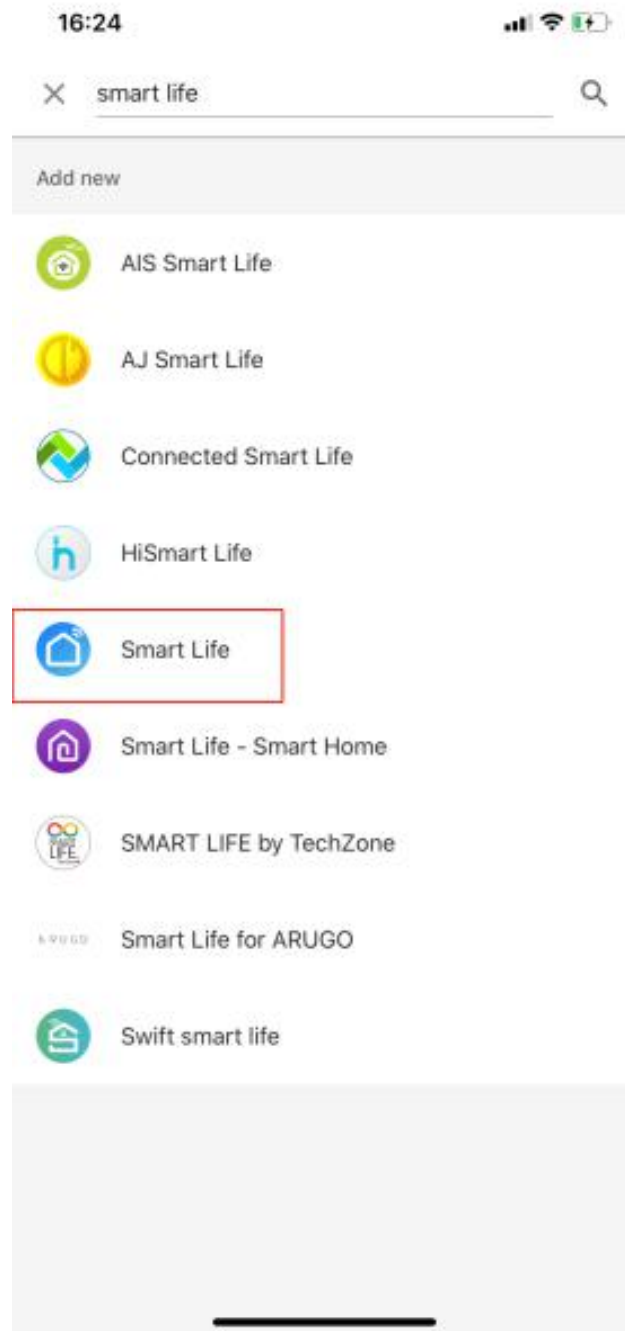 16:24
smart life
Add new
AIS Smart Life
AJ Smart Life
Connected Smart Life
HiSmart Life
Smart Life
Smart Life - Smart Home
SMART LIFE by TechZone
Smart Life for ARUGO
Swift smart life